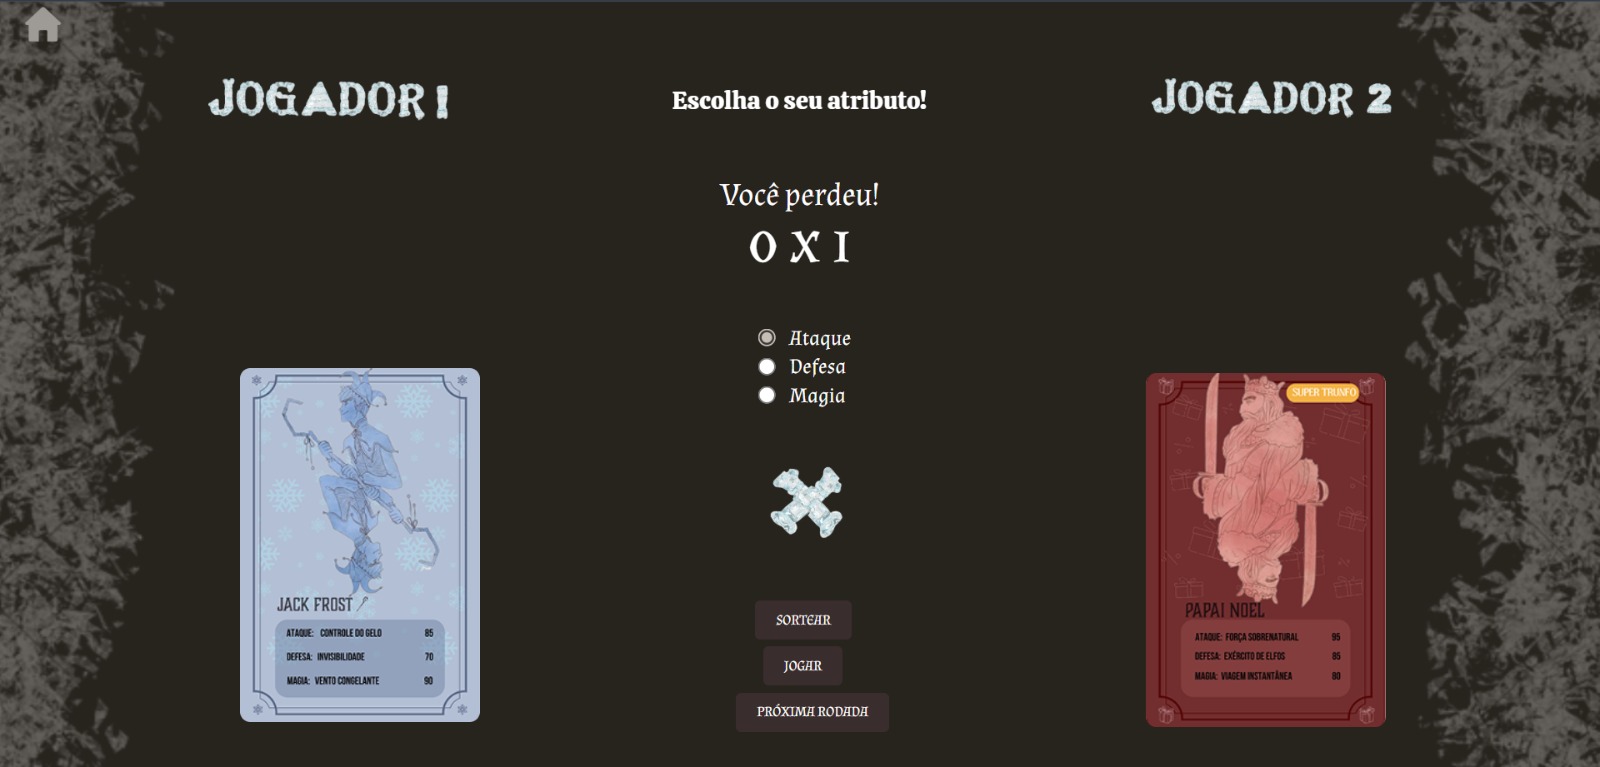 JOGADOR 1
Escolha o seu atributo!
JOGADOR 2
Você perdeu!
0 X 1
Ataque
Defesa
Magia
JACK FROST
ATAQUE: CONTROLE DO GELO 85
DEFESA: INVISIBILIDADE 70
MAGIA: VENTO CONGELANTE 90
SORTEAR
JOGAR
PRÓXIMA RODADA
SUPER TRUNFO
PAPAI NOEL
ATAQUE: FORÇA SOBRENATURAL 95
DEFESA: EXÉRCITO DE ELFOS 85
MAGIA: VIAGEM INSTANTÂNEA 80